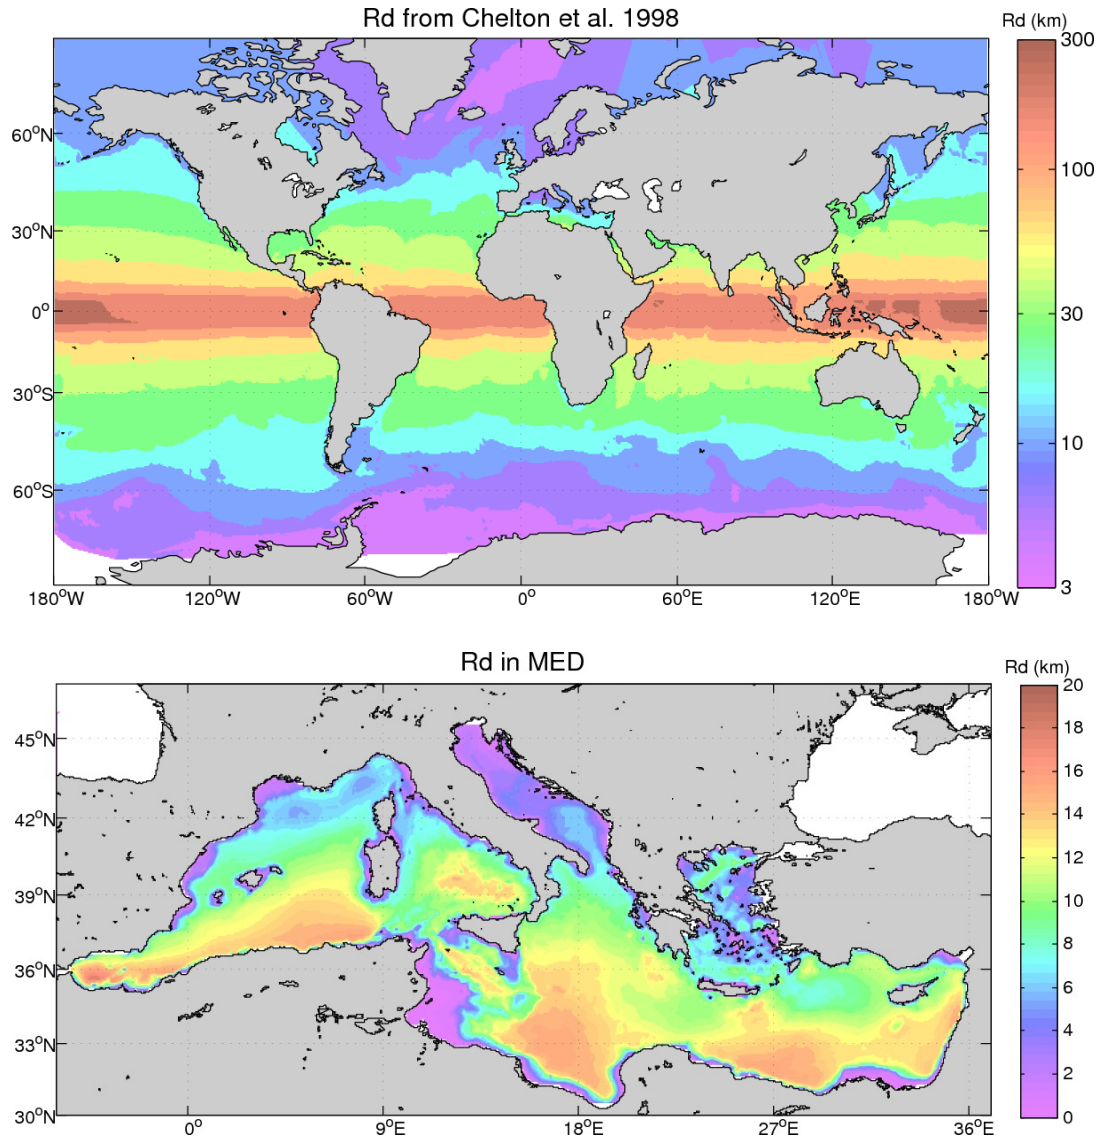 Rd from Chelton et al. 1998
Rd (km)
300
100
30
10
3
60°N
30°N
0°
30°S
60°S
180°W 120°W 60°W 0° 60°E 120°E 180°W
Rd in MED
Rd (km)
20
18
16
14
12
10
8
6
4
2
0
45°N
42°N
39°N
36°N
33°N
30°N
0° 9°E 18°E 27°E 36°E